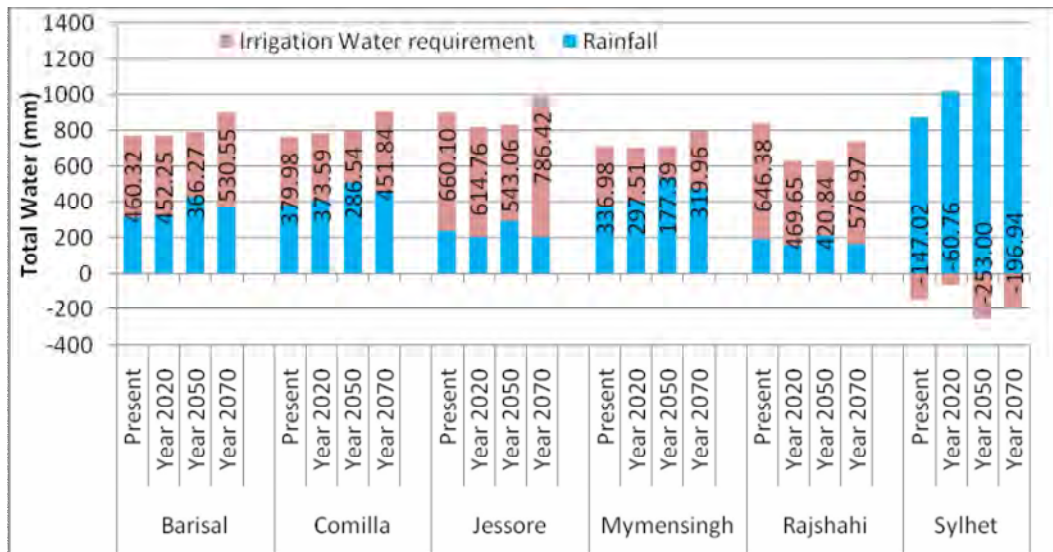 1400
Irrigation Water requirement Rainfall
1200
1000
800
600
400
200
0
-200
-400
Total Water (mm)
460.32 452.25 366.27 530.55 379.98 373.59 286.54 451.84 660.10 614.76 543.06 786.42 336.98 297.51 177.39 319.96 646.38 469.65 420.84 576.97 -147.02 -60.76 -253.00 -196.94
Present Year 2020 Year 2050 Year 2070 Present Year 2020 Year 2050 Year 2070 Present Year 2020 Year 2050 Year 2070 Present Year 2020 Year 2050 Year 2070 Present Year 2020 Year 2050 Year 2070 Present Year 2020 Year 2050 Year 2070
Barisal Comilla Jessore Mymensingh Rajshahi Sylhet